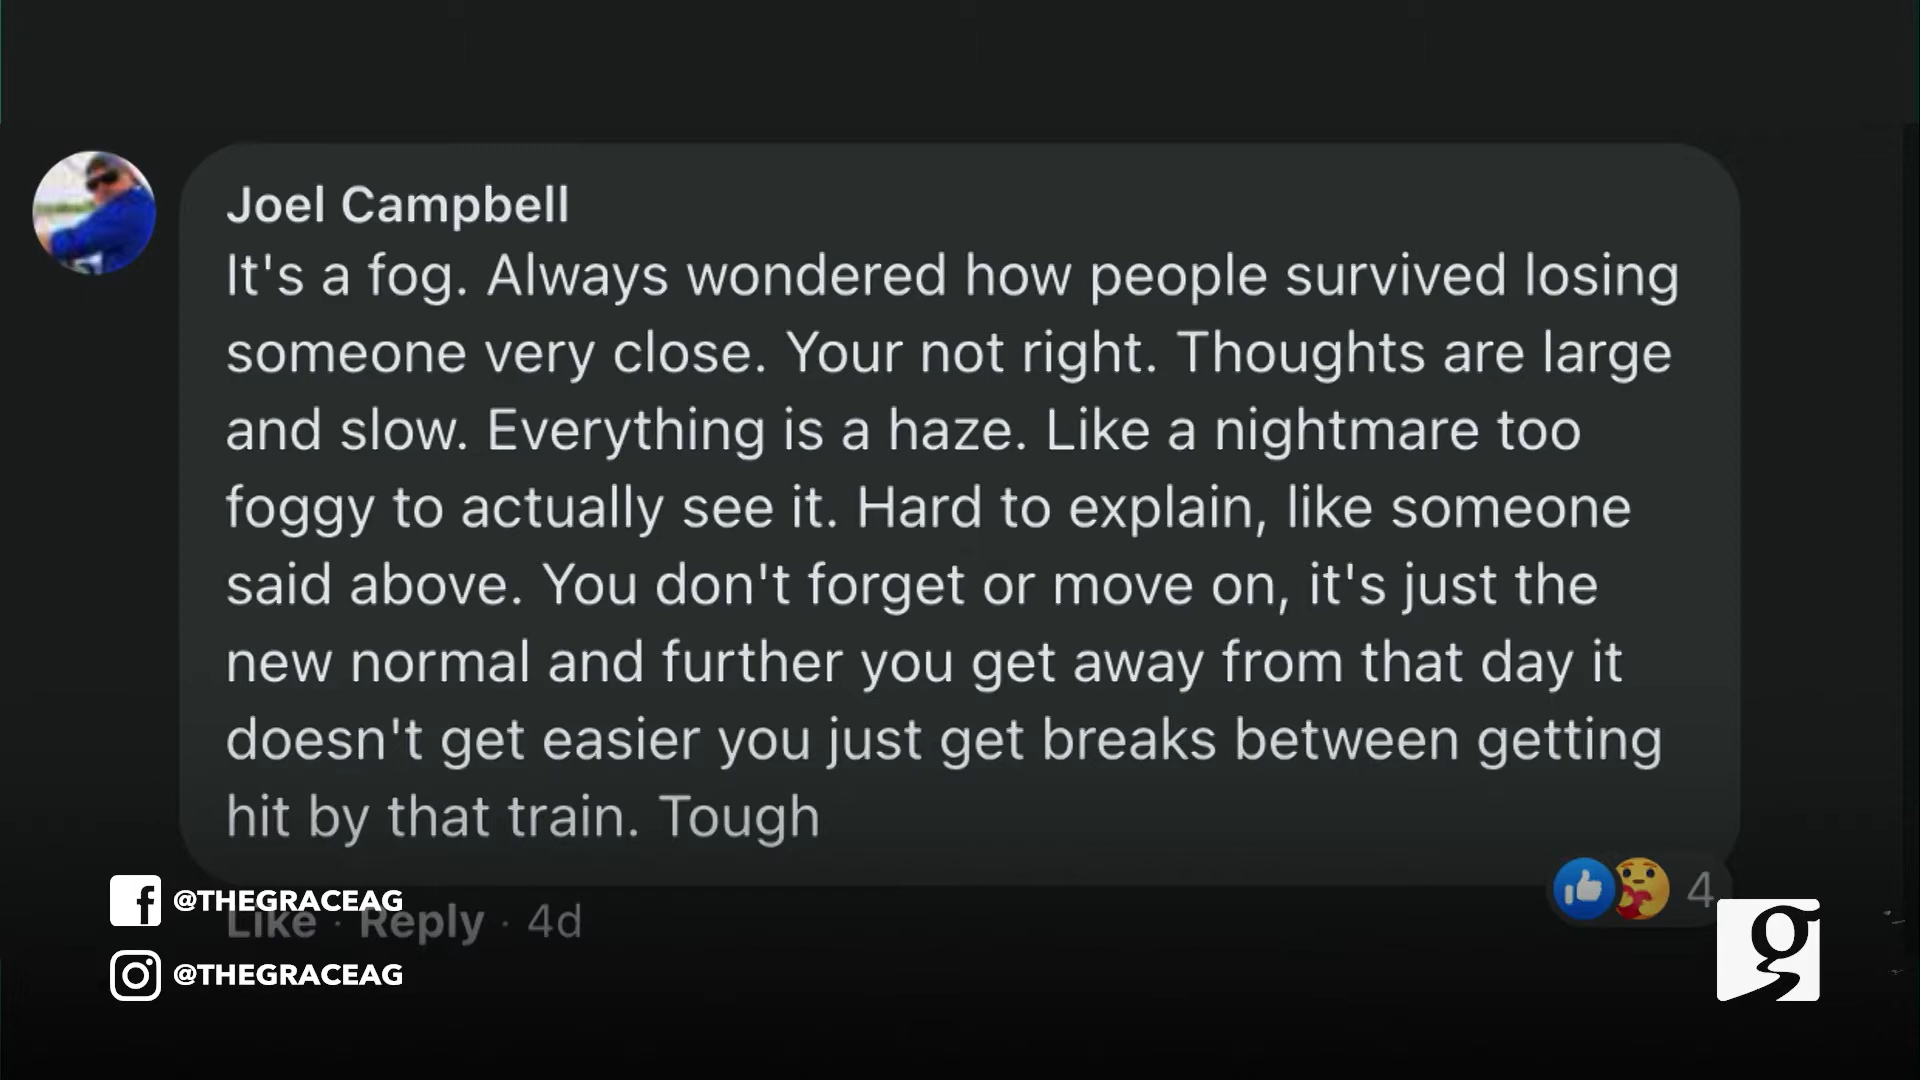 Joel Campbell
It's a fog. Always wondered how people survived losing
someone very close. Your not right. Thoughts are large
and slow. Everything is a haze. Like a nightmare too
foggy to actually see it. Hard to explain, like someone
said above. You don't forget or move on, it's just the
new normal and further you get away from that day it
doesn't get easier you just get breaks between getting
hit by that train. Tough
4
@THEGRACEAG
Like · Reply · 4d
@THEGRACEAG
g